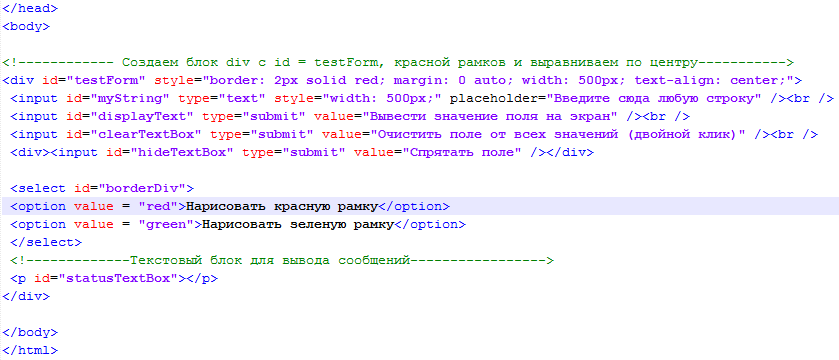 </head>
<body>
<!------------ Создаем блок div с id = testForm, красной рамков и выравниваем по центру----------->
<div id="testForm" style="border: 2px solid red; margin: 0 auto; width: 500px; text-align: center;">
<input id="myString" type="text" style="width: 500px;" placeholder="Введите сюда любую строку" /><br />
<input id="displayText" type="submit" value="Вывести значение поля на экран" /><br />
<input id="clearTextBox" type="submit" value="Очистить поле от всех значений (двойной клик)" /><br />
<div><input id="hideTextBox" type="submit" value="Спрятать поле" /></div>
<select id="borderDiv">
<option value = "red">Нарисовать красную рамку</option>
<option value = "green">Нарисовать зеленую рамку</option>
</select>
<!-------------Текстовый блок для вывода сообщений----------------->
<p id="statusTextBox"></p>
</div>
</body>
</html>